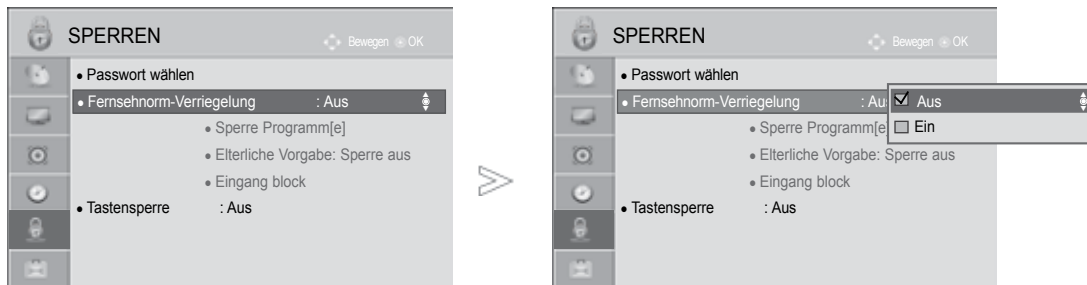 SPERREN
Bewegen OK
• Passwort wählen
• Fernsehnorm-Verriegelung : Aus
• Sperre Programm[e]
• Elterliche Vorgabe: Sperre aus
• Eingang block
• Tastensperre : Aus
SPERREN
Bewegen OK
• Passwort wählen
• Fernsehnorm-Verriegelung : Au
Aus
Ein
• Sperre Programm[e
• Elterliche Vorgabe: Sperre aus
• Eingang block
• Tastensperre : Aus